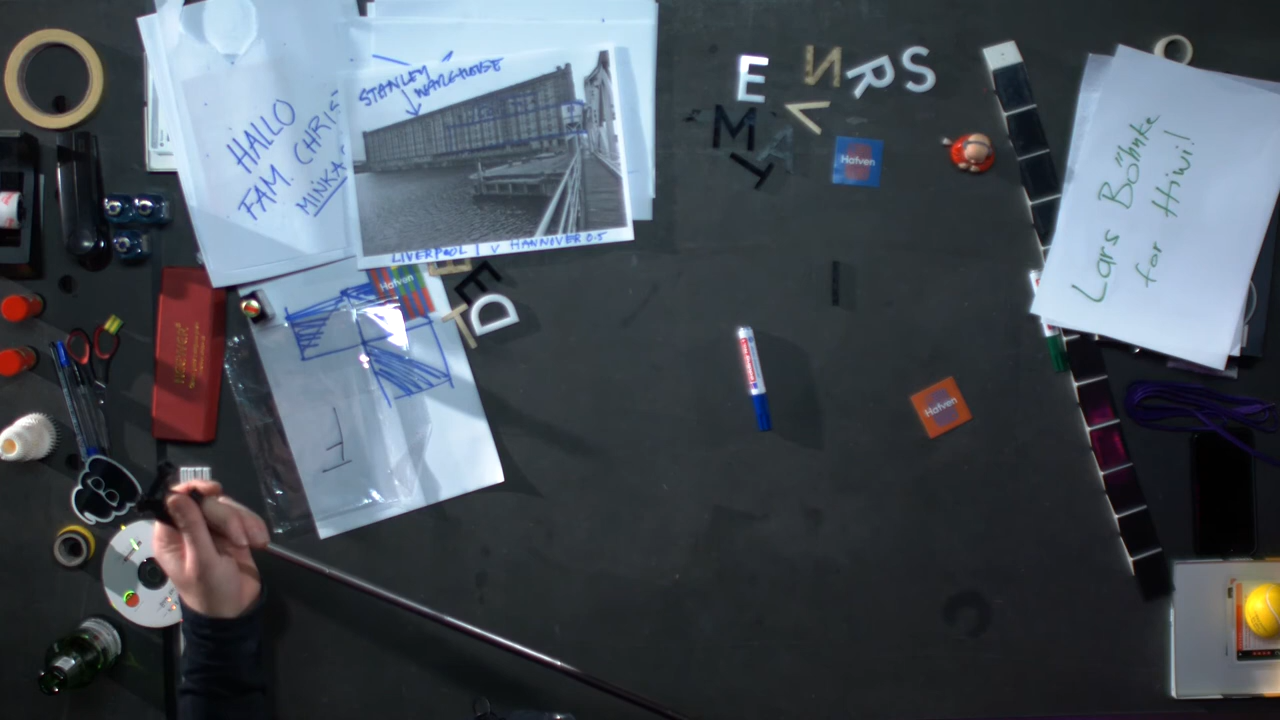 HALLO
FAM. CHRIS
MINKA
STANLEY
WAREHOUSE
LIVERPOOL | V HANNOVER 0.5
E N R S
M V
T
Hafven
Lars Böhnke
for Hiwi!
Hafven
E E
T D
H
Hafven